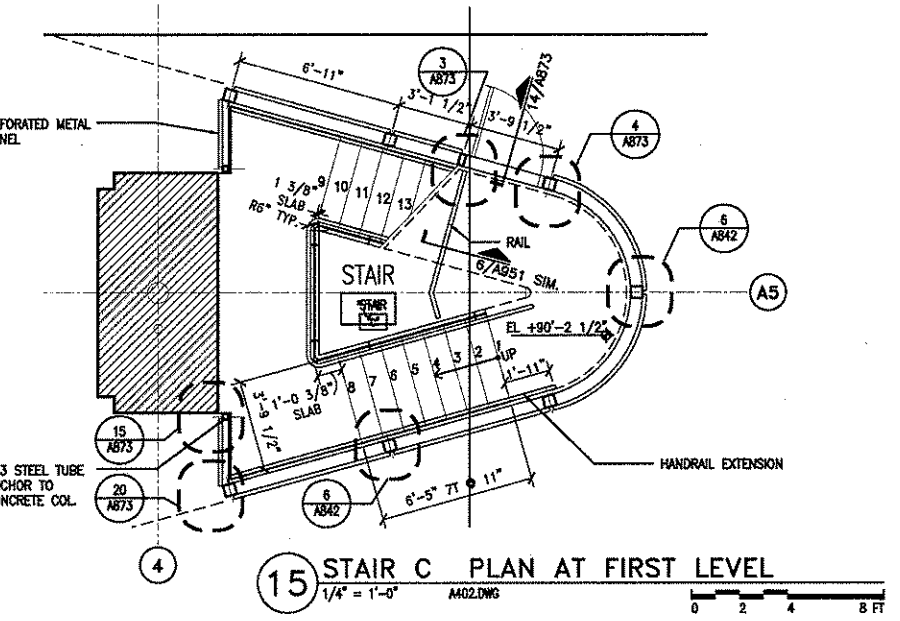 6'-11"
3
A873
3'-1 1/2"
3'-9 1/2"
14/A873
4
A873
FORATED METAL
NEL
1 3/8"
SLAB
R6"
TYP.
9
10
11
12
13
RAIL
6/A951 SIM.
6
A842
STAIR
STAIR
A5
EL +90'-2 1/2"
UP
1'-11"
8
7
6
5
4
3
2
1
1'-0 3/8"
SLAB
3'-9 1/2"
15
A873
3 STEEL TUBE
CHOR TO
NCRETE COL.
20
A873
6
A842
6'-5" 7T @ 11"
HANDRAIL EXTENSION
4
15
STAIR C PLAN AT FIRST LEVEL
1/4" = 1'-0"
A402.DWG
0 2 4 8 FT